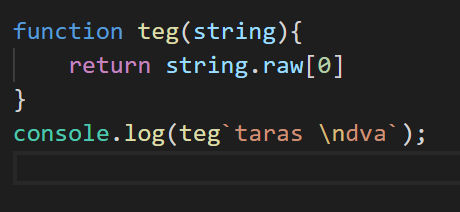 function teg(string){
    return string.raw[0]
}
console.log(teg`taras \ndva`);